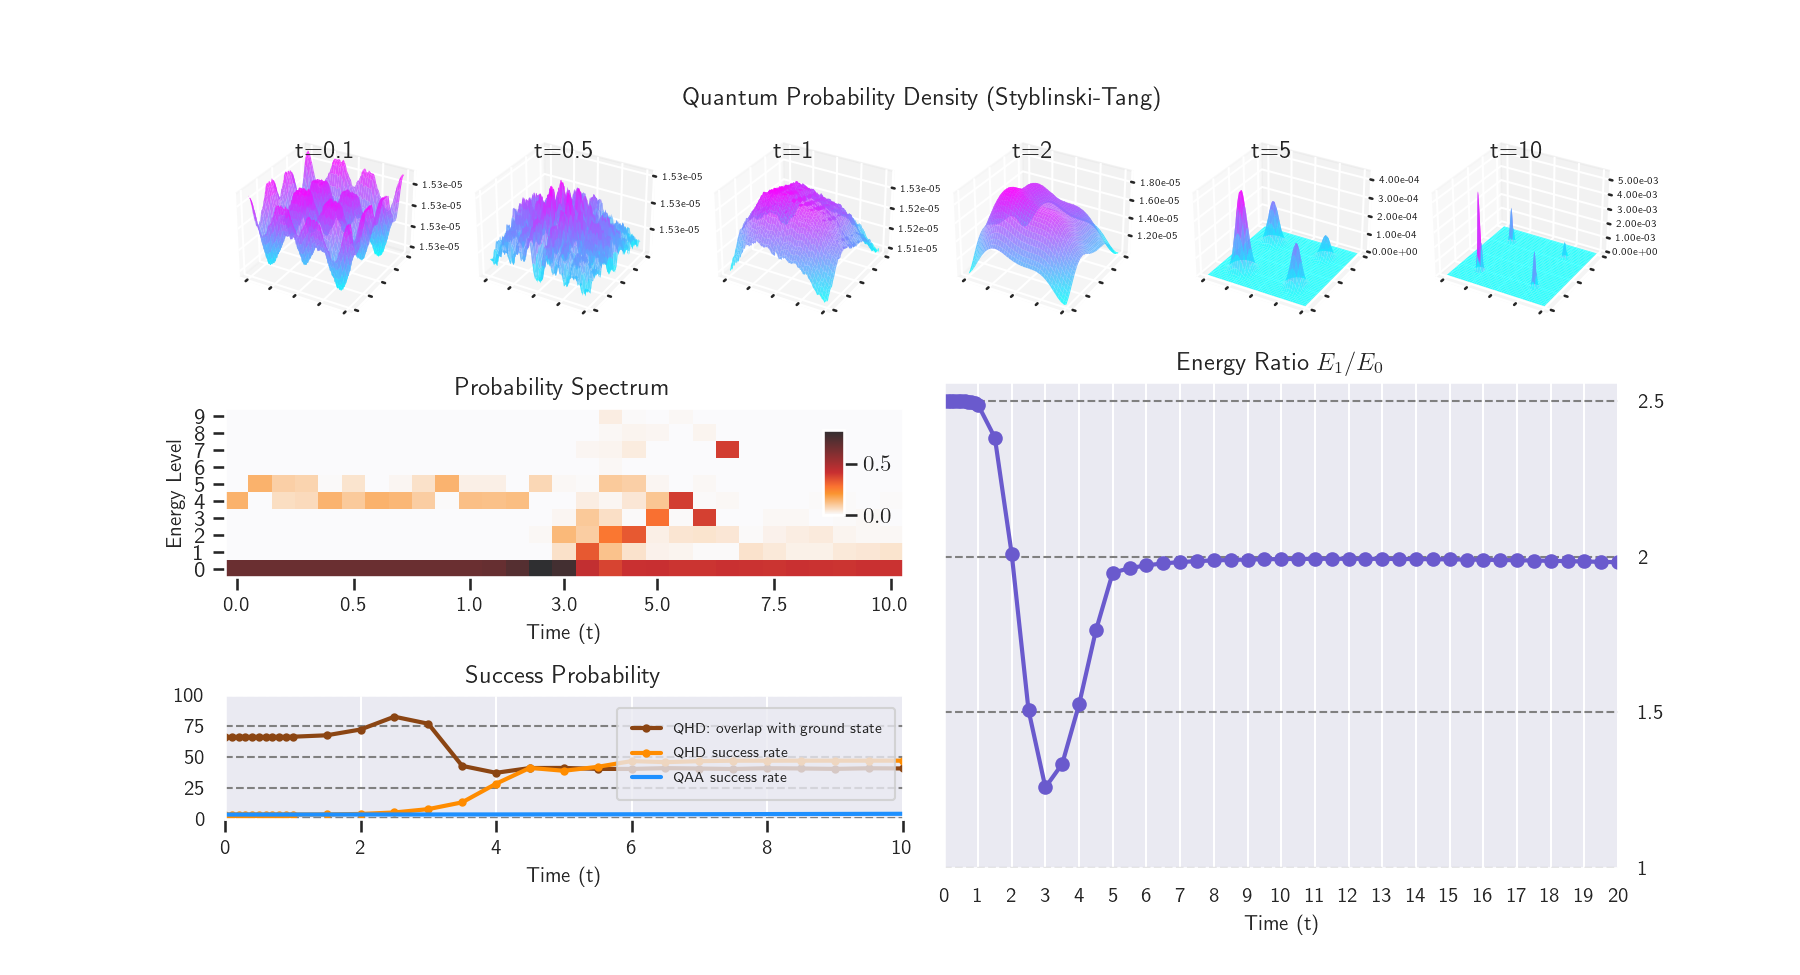 Quantum Probability Density (Styblinski-Tang)
t=0.1 t=0.5 t=1 t=2 t=5 t=10
1.53e-05
1.53e-05
1.53e-05
1.53e-05
1.53e-05
1.53e-05
1.53e-05
1.53e-05
1.52e-05
1.52e-05
1.51e-05
1.80e-05
1.60e-05
1.40e-05
1.20e-05
4.00e-04
3.00e-04
2.00e-04
1.00e-04
0.00e+00
5.00e-03
4.00e-03
3.00e-03
2.00e-03
1.00e-03
0.00e+00
Probability Spectrum
Energy Level
9
8
7
6
5
4
3
2
1
0
0.5
0.0
0.0 0.5 1.0 3.0 5.0 7.5 10.0
Time (t)
Success Probability
100
75
50
25
0
QHD: overlap with ground state
QHD success rate
QAA success rate
0 2 4 6 8 10
Time (t)
Energy Ratio E1/E0
2.5
2
1.5
1
0 1 2 3 4 5 6 7 8 9 10 11 12 13 14 15 16 17 18 19 20
Time (t)